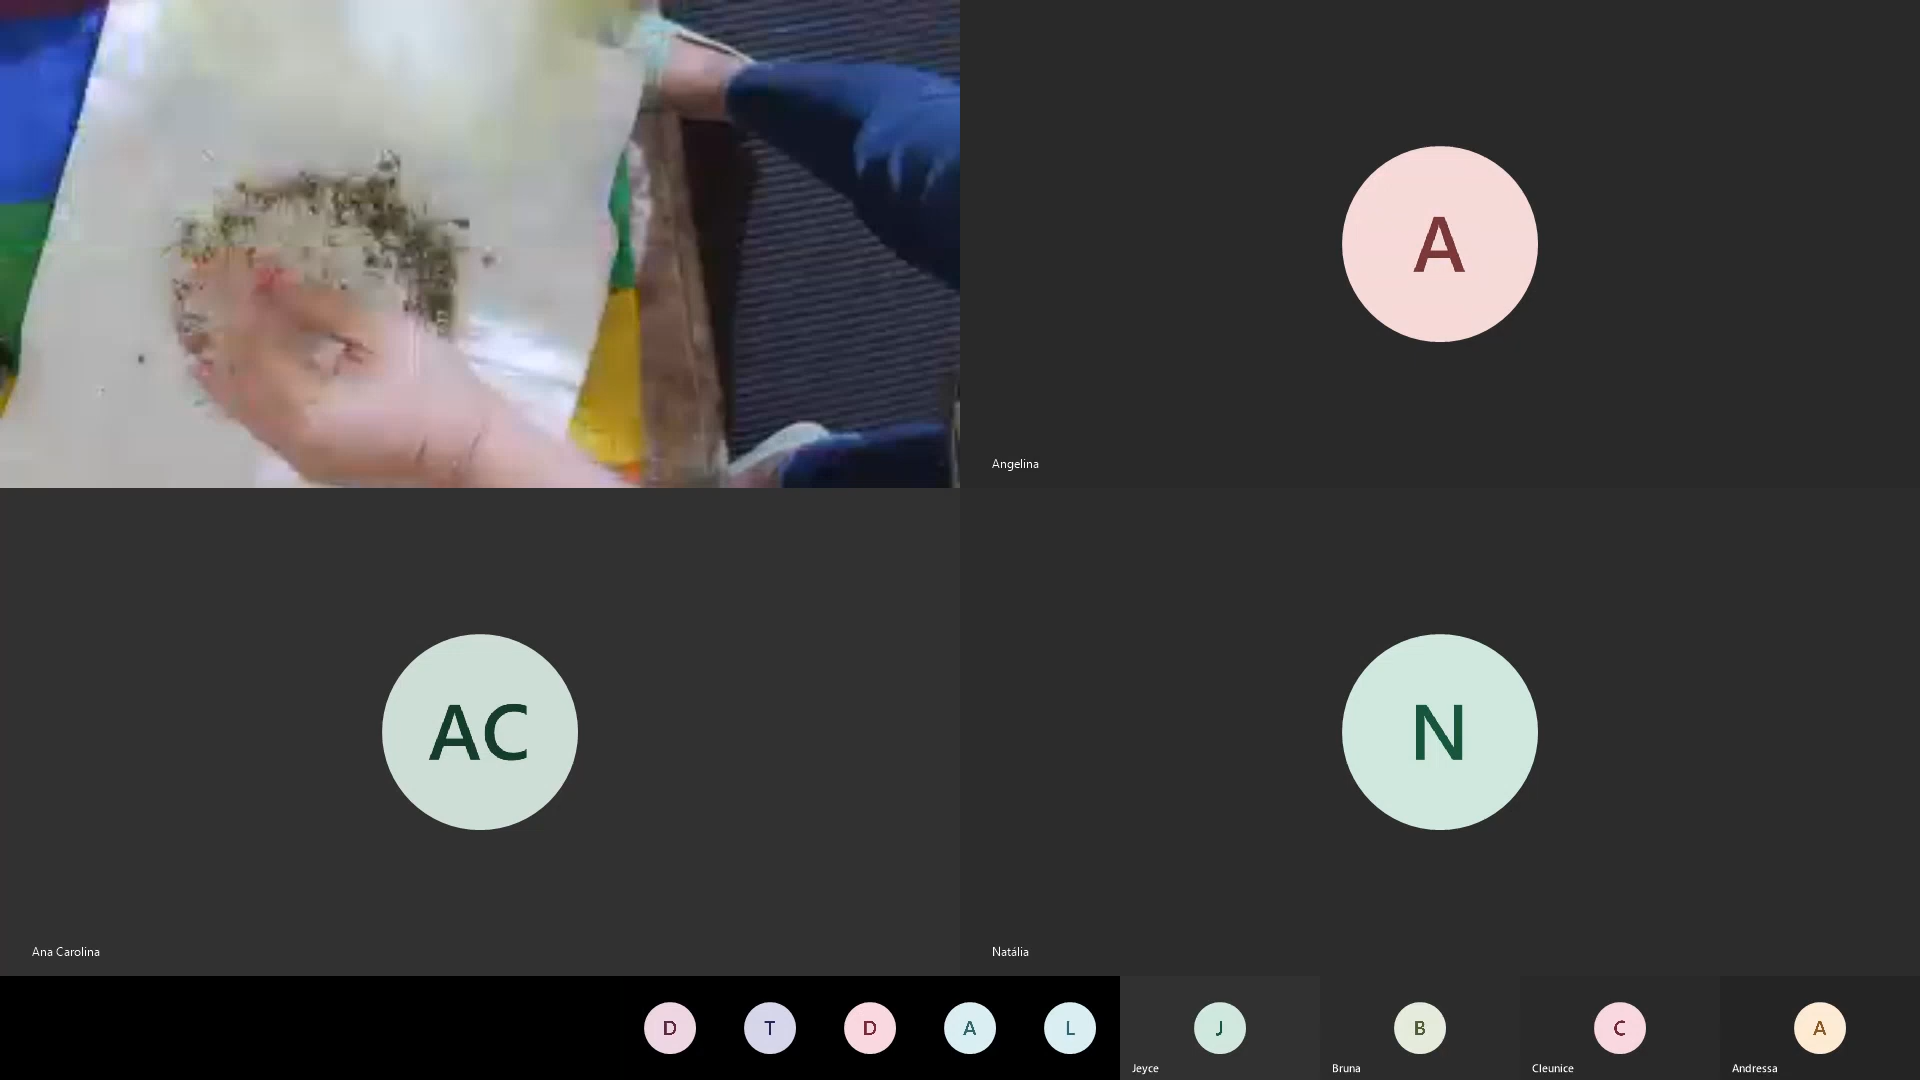 A
Angelina
AC
N
Ana Carolina
Natália
D
T
D
A
L
J
B
C
A
Jeyce
Bruna
Cleunice
Andressa